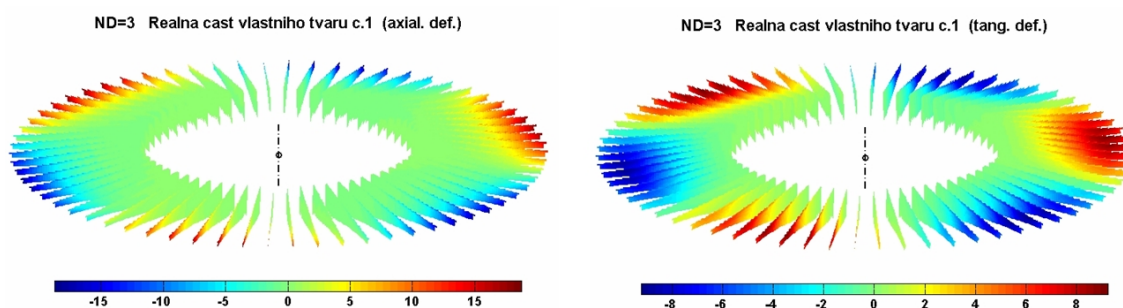 ND=3 Realna cast vlastniho tvaru c.1 (axial. def.)
-15 -10 -5 0 5 10 15
ND=3 Realna cast vlastniho tvaru c.1 (tang. def.)
-8 -6 -4 -2 0 2 4 6 8